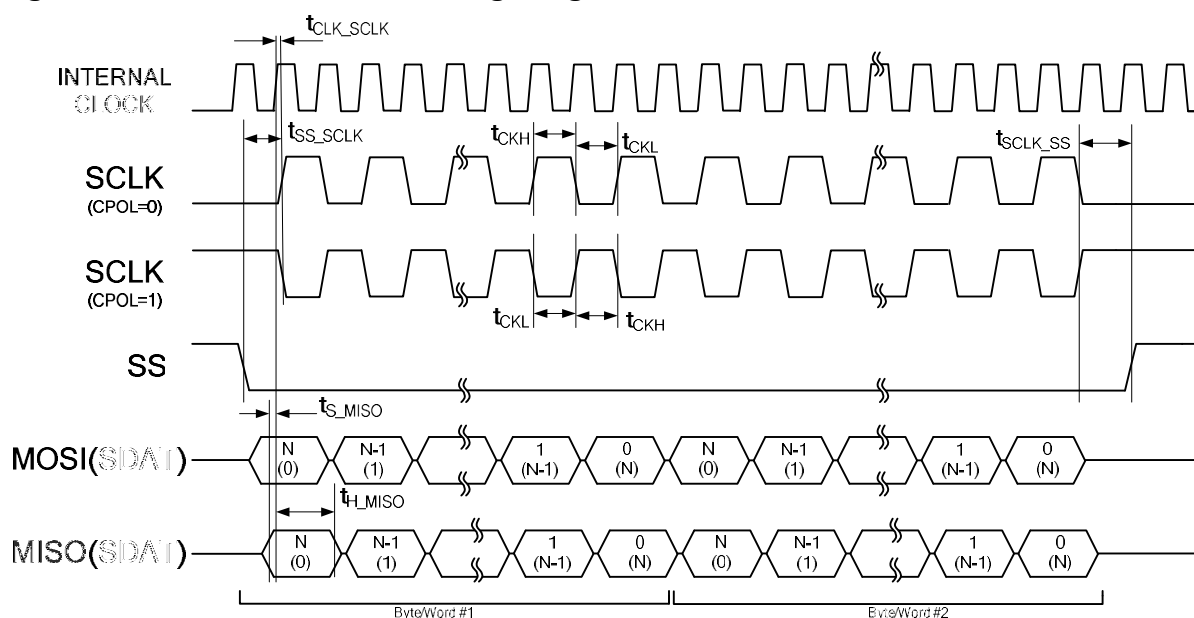 tCLK_SCLK
INTERNAL
CLOCK
tSS_SCLK
tCKH
tCKL
tSCLK_SS
SCLK
(CPOL=0)
SCLK
(CPOL=1)
tCKL
tCKH
SS
tS_MISO
MOSI(SDAT)
N N-1 1 0 N N-1 1 0
(0) (1) (N-1) (N) (0) (1) (N-1) (N)
tH_MISO
MISO(SDAT)
N N-1 1 0 N N-1 1 0
(0) (1) (N-1) (N) (0) (1) (N-1) (N)
Byte/Word #1 Byte/Word #2